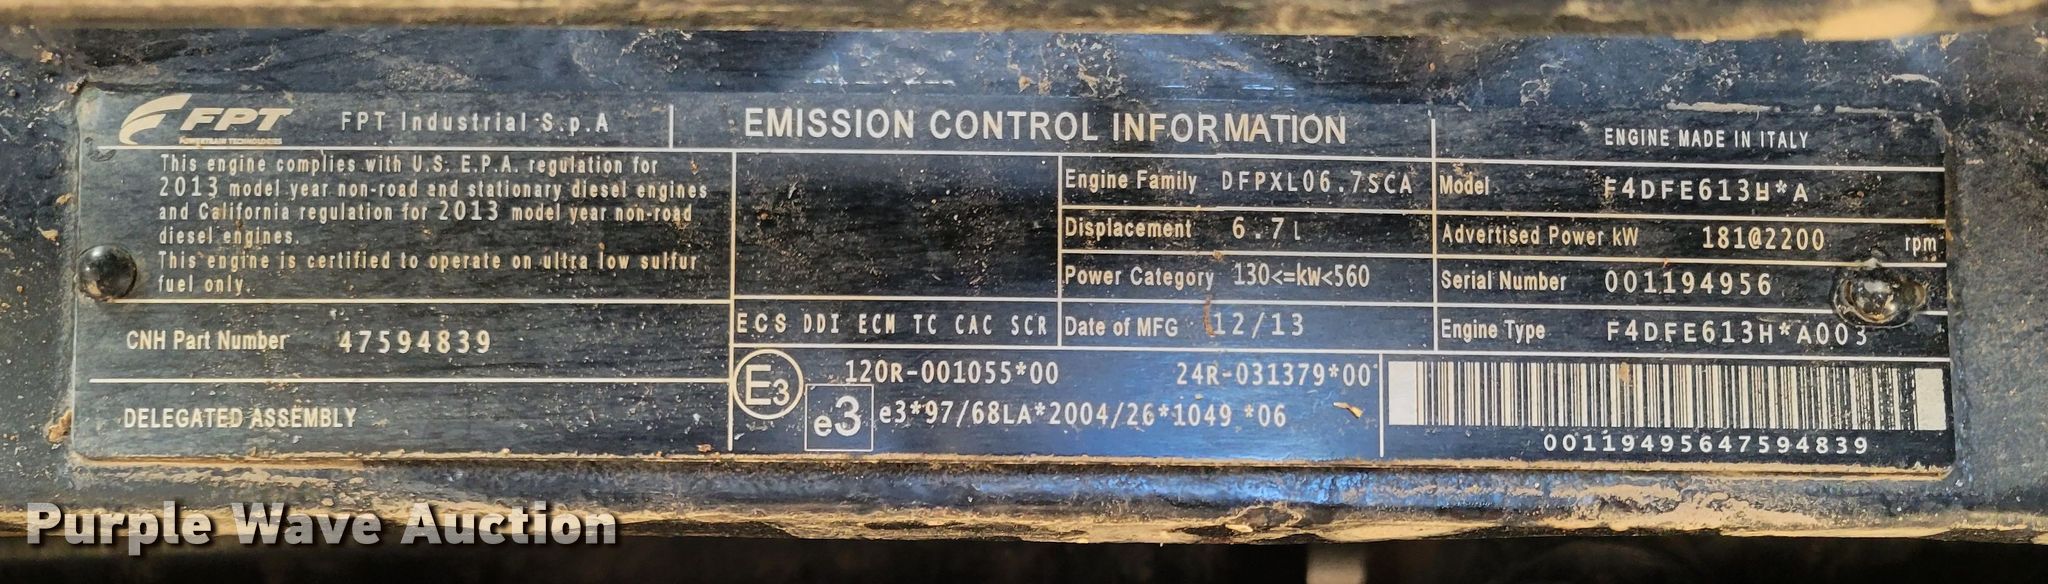 FPT
POWERTRAIN TECHNOLOGIES
FPT Industrial S.p.A
EMISSION CONTROL INFORMATION
ENGINE MADE IN ITALY
This engine complies with U.S. E.P.A. regulation for
2013 model year non-road and stationary diesel engines
and California regulation for 2013 model year non-road
diesel engines.
This engine is certified to operate on ultra low sulfur
fuel only.
CNH Part Number 47594839
DELEGATED ASSEMBLY
ECS DDI ECM TC CAC SCR
Engine Family DFPXL06.7SCA
Displacement 6.7 l
Power Category 130<=kW<560
Date of MFG 12/13
Model F4DFE613H*A
Advertised Power kW 181@2200 rpm
Serial Number 001194956
Engine Type F4DFE613H*A003
E3 120R-001055*00 24R-031379*00
e3 e3*97/68LA*2004/26*1049 *06
00119495647594839
Purple Wave Auction